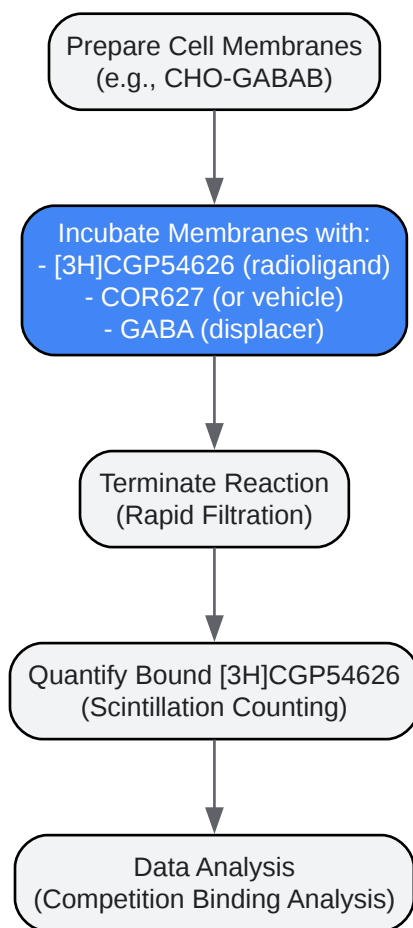 Prepare Cell Membranes
(e.g., CHO-GABAB)
Incubate Membranes with:
- [3H]CGP54626 (radioligand)
- COR627 (or vehicle)
- GABA (displacer)
Terminate Reaction
(Rapid Filtration)
Quantify Bound [3H]CGP54626
(Scintillation Counting)
Data Analysis
(Competition Binding Analysis)